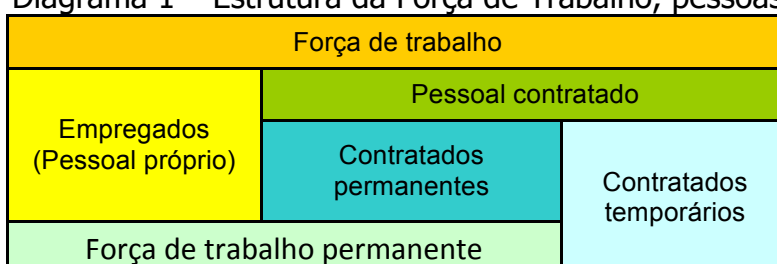 Diagrama 1 – Estrutura da Força de Trabalho, pessoas
Força de trabalho
Pessoal contratado
Empregados
(Pessoal próprio)
Contratados
permanentes
Contratados
temporários
Força de trabalho permanente